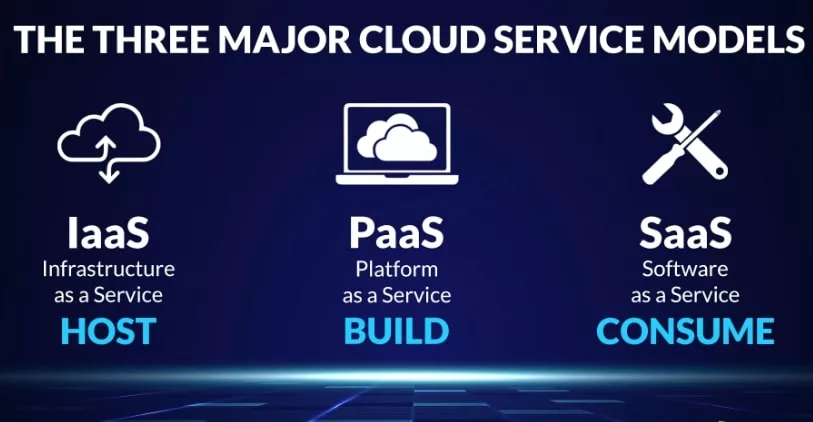 THE THREE MAJOR CLOUD SERVICE MODELS
IaaS
Infrastructure
as a Service
HOST
PaaS
Platform
as a Service
BUILD
SaaS
Software
as a Service
CONSUME